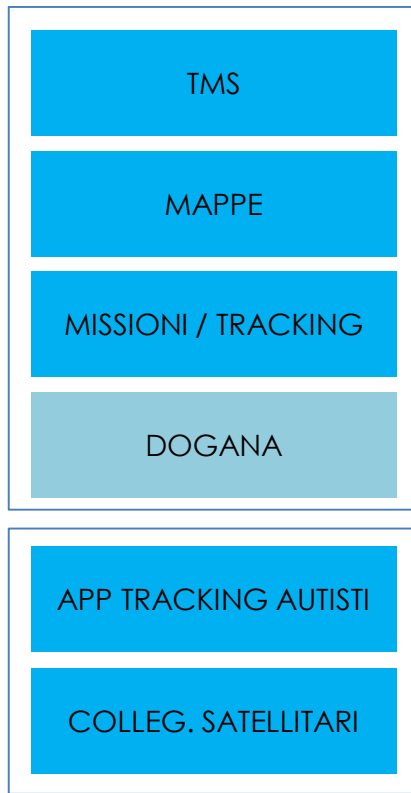 TMS
MAPPE
MISSIONI / TRACKING
DOGANA
APP TRACKING AUTISTI
COLLEG. SATELLITARI